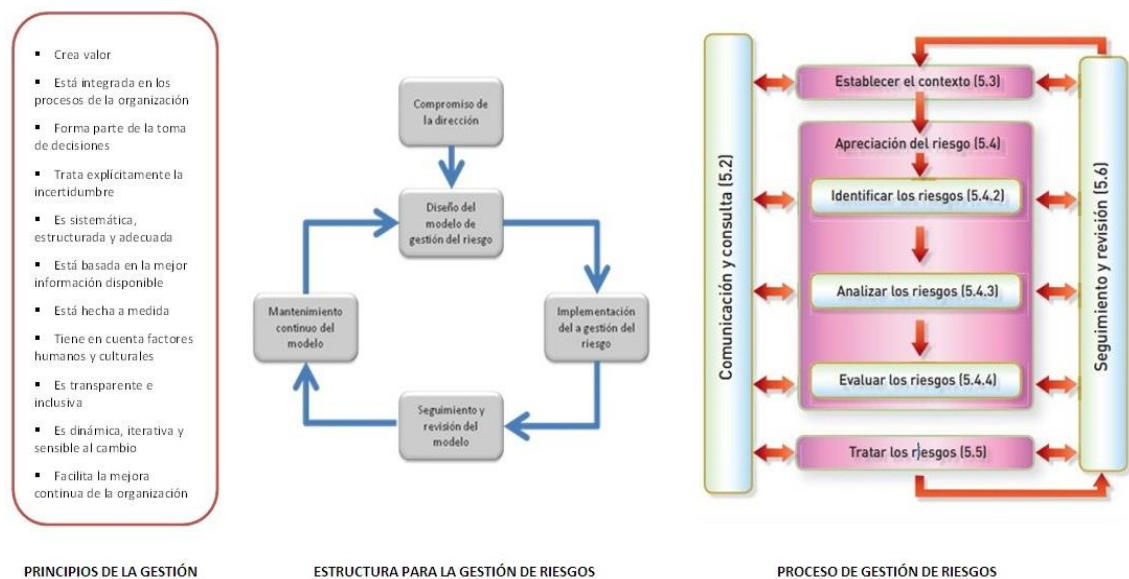 ▪ Crea valor
▪ Está integrada en los
procesos de la organización
▪ Forma parte de la toma
de decisiones
▪ Trata explícitamente la
incertidumbre
▪ Es sistemática,
estructurada y adecuada
▪ Está basada en la mejor
información disponible
▪ Está hecha a medida
▪ Tiene en cuenta factores
humanos y culturales
▪ Es transparente e
inclusiva
▪ Es dinámica, iterativa y
sensible al cambio
▪ Facilita la mejora
continua de la organización
PRINCIPIOS DE LA GESTIÓN
Compromiso de
la dirección
Diseño del
modelo de
gestión del riesgo
Implementación
del a gestión del
riesgo
Seguimiento y
revisión del
modelo
Mantenimiento
continuo del
modelo
ESTRUCTURA PARA LA GESTIÓN DE RIESGOS
Comunicación y consulta (5.2)
Establecer el contexto (5.3)
Apreciación del riesgo (5.4)
Identificar los riesgos (5.4.2)
Analizar los riesgos (5.4.3)
Evaluar los riesgos (5.4.4)
Tratar los riesgos (5.5)
Seguimiento y revisión (5.6)
PROCESO DE GESTIÓN DE RIESGOS